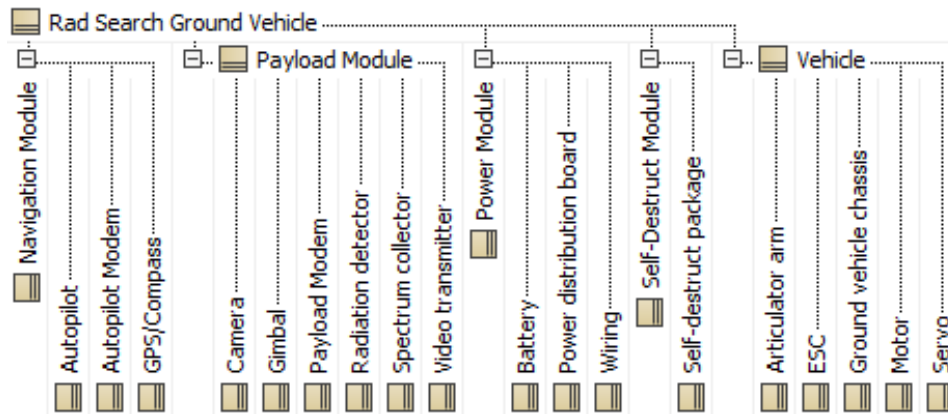 Rad Search Ground Vehicle
Navigation Module
Autopilot
Autopilot Modem
GPS/Compass
Payload Module
Camera
Gimbal
Payload Modem
Radiation detector
Spectrum collector
Video transmitter
Power Module
Battery
Power distribution board
Wiring
Self-Destruct Module
Self-destruct package
Vehicle
Articulator arm
ESC
Ground vehicle chassis
Motor
Servo